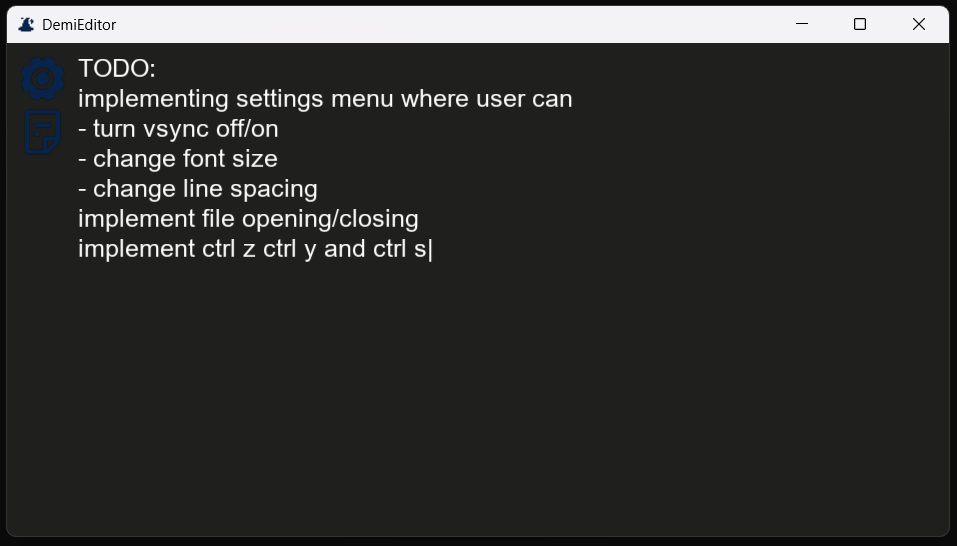 DemiEditor
TODO:
implementing settings menu where user can
- turn vsync off/on
- change font size
- change line spacing
implement file opening/closing
implement ctrl z ctrl y and ctrl s